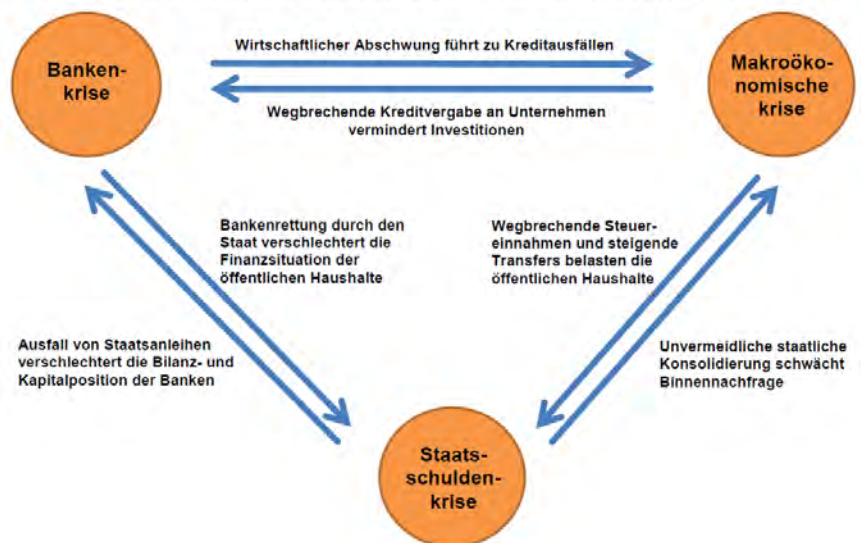 Wirtschaftlicher Abschwung führt zu Kreditausfällen
Banken-
krise
Makroöko-
nomische
krise
Wegbrechende Kreditvergabe an Unternehmen
vermindert Investitionen
Bankenrettung durch den
Staat verschlechtert die
Finanzsituation der
öffentlichen Haushalte
Wegbrechende Steuer-
einnahmen und steigende
Transfers belasten die
öffentlichen Haushalte
Ausfall von Staatsanleihen
verschlechtert die Bilanz- und
Kapitalposition der Banken
Unvermeidliche staatliche
Konsolidierung schwächt
Binnennachfrage
Staats-
schulden-
krise